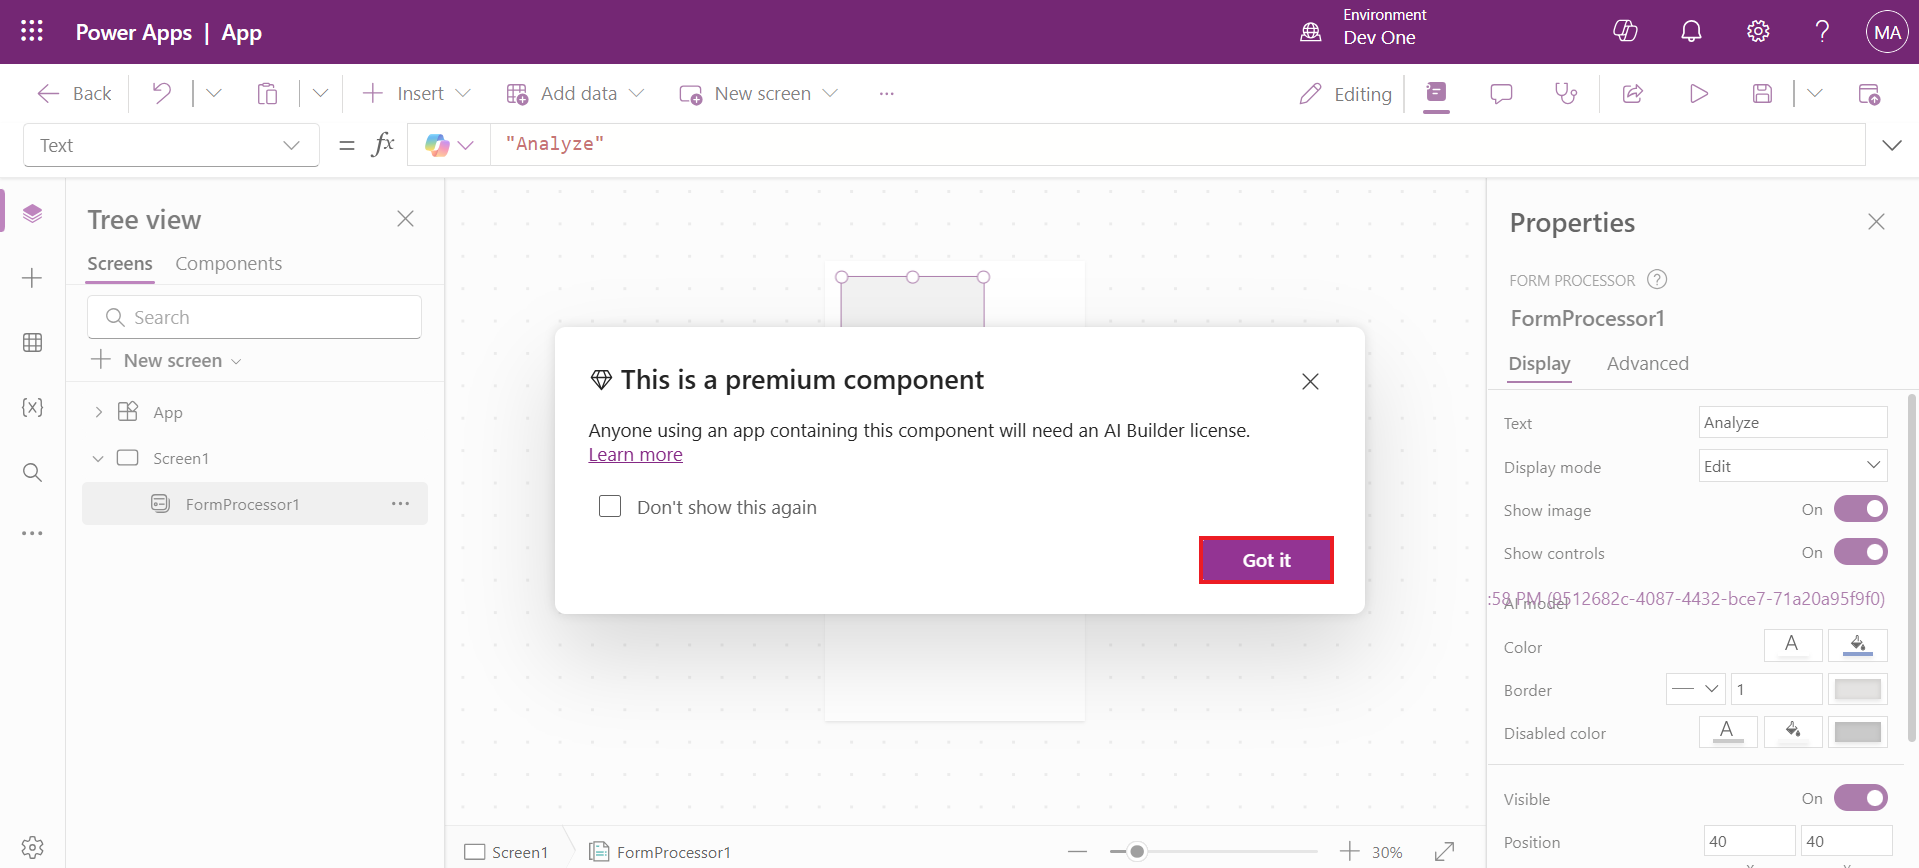 Power Apps | App
Environment
Dev One
MA
Back
Insert
Add data
New screen
Editing
Text
= fx
"Analyze"
Tree view
Screens
Components
Search
New screen
App
Screen1
FormProcessor1
This is a premium component
Anyone using an app containing this component will need an AI Builder license.
Learn more
Don't show this again
Got it
Properties
FORM PROCESSOR
FormProcessor1
Display
Advanced
Text
Analyze
Display mode
Edit
Show image
On
Show controls
On
AI model
:58 PM (9512682c-4087-4432-bce7-71a20a95f9f0)
Color
A
Border
1
Disabled color
A
Visible
On
Position
40
40
Screen1
FormProcessor1
30%